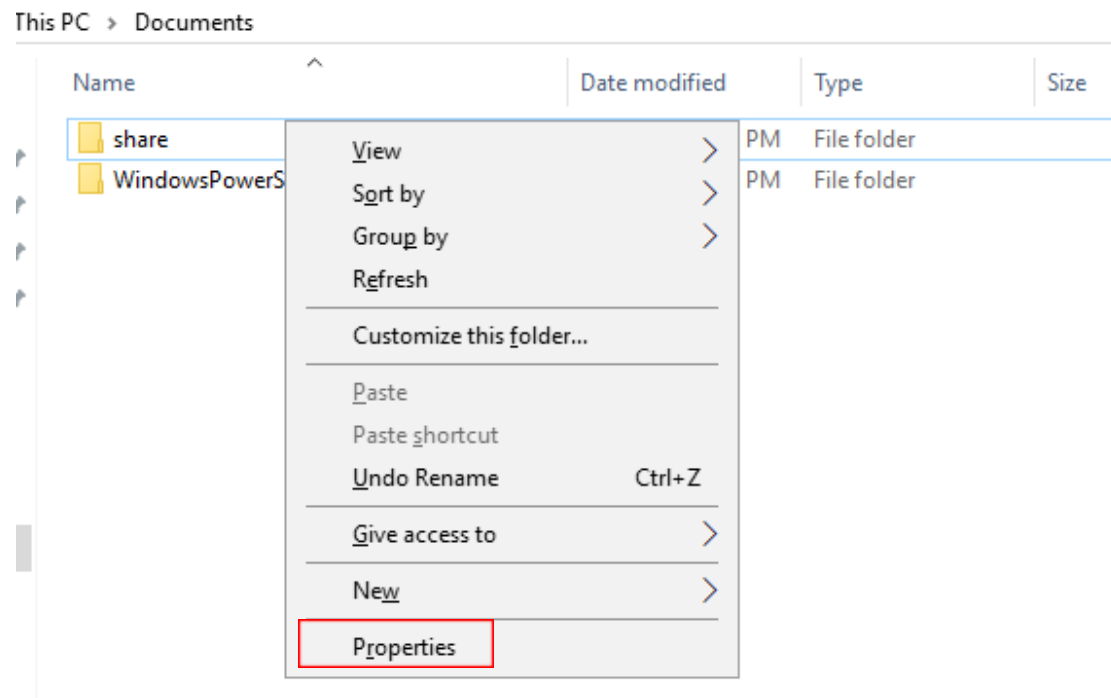 This PC > Documents
Name Date modified Type Size
share PM File folder
WindowsPowerS PM File folder
View
Sort by
Group by
Refresh
Customize this folder...
Paste
Paste shortcut
Undo Rename Ctrl+Z
Give access to
New
Properties